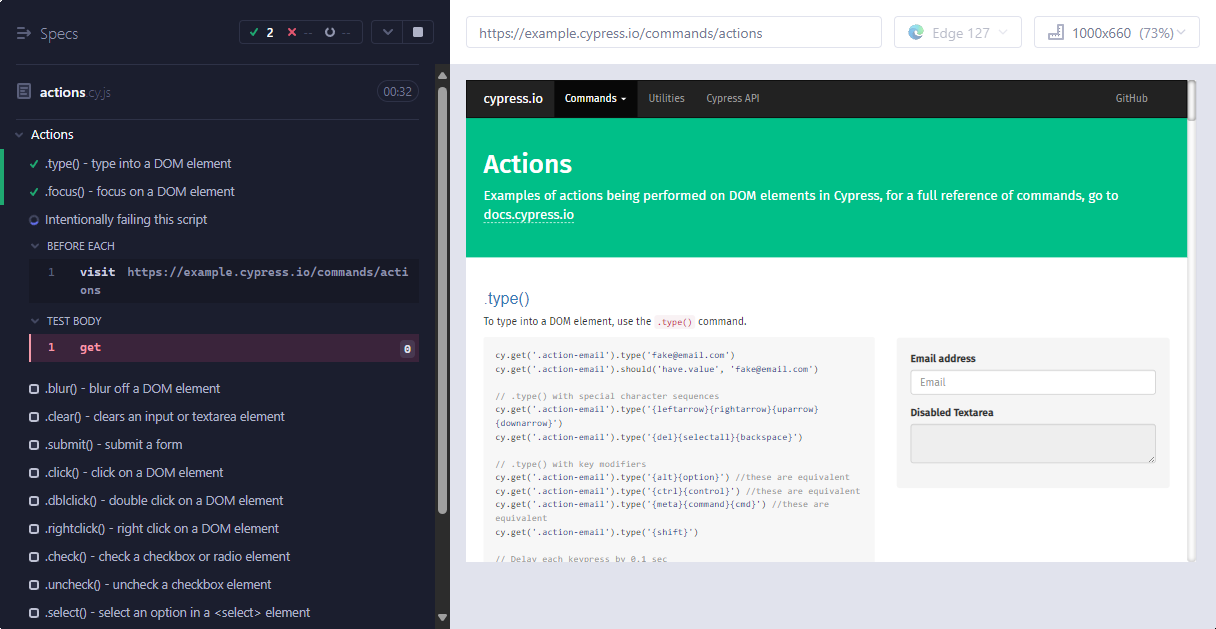 Specs
2
--
--
actions cy.js
00:32
Actions
.type() - type into a DOM element
.focus() - focus on a DOM element
Intentionally failing this script
BEFORE EACH
1 visit https://example.cypress.io/commands/acti
ons
TEST BODY
1 get 0
.blur() - blur off a DOM element
.clear() - clears an input or textarea element
.submit() - submit a form
.click() - click on a DOM element
.dblclick() - double click on a DOM element
.rightclick() - right click on a DOM element
.check() - check a checkbox or radio element
.uncheck() - uncheck a checkbox element
.select() - select an option in a <select> element
https://example.cypress.io/commands/actions
Edge 127
1000x660 (73%)
cypress.io
Commands
Utilities
Cypress API
GitHub
Actions
Examples of actions being performed on DOM elements in Cypress, for a full reference of commands, go to
docs.cypress.io
.type()
To type into a DOM element, use the .type() command.
cy.get('.action-email').type('fake@email.com')
cy.get('.action-email').should('have.value', 'fake@email.com')
// .type() with special character sequences
cy.get('.action-email').type('{leftarrow}{rightarrow}{uparrow}
{downarrow}')
cy.get('.action-email').type('{del}{selectall}{backspace}')
// .type() with key modifiers
cy.get('.action-email').type('{alt}{option}') //these are equivalent
cy.get('.action-email').type('{ctrl}{control}') //these are equivalent
cy.get('.action-email').type('{meta}{command}{cmd}') //these are
equivalent
cy.get('.action-email').type('{shift}')
// Delay each keypress by 0.1 sec
Email address
Email
Disabled Textarea